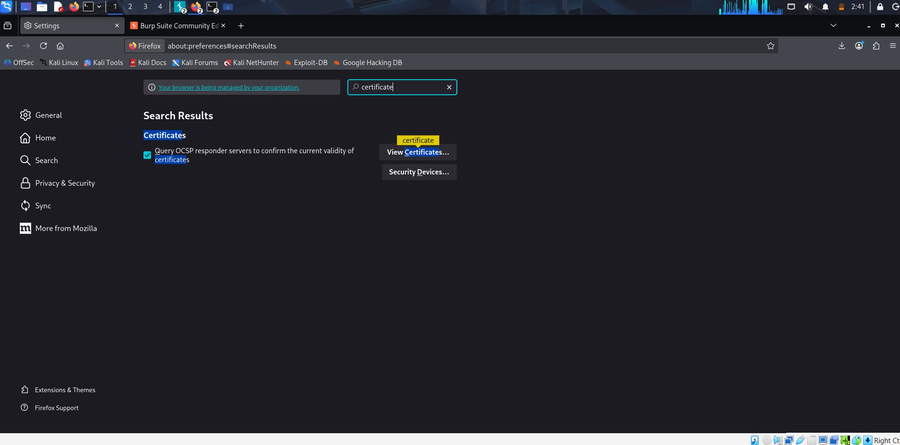 1 2 3 4
2:41
Settings
Burp Suite Community Ed
Firefox
about:preferences#searchResults
OffSec Kali Linux Kali Tools Kali Docs Kali Forums Kali NetHunter Exploit-DB Google Hacking DB
Your browser is being managed by your organization.
certificate
General
Home
Search
Privacy & Security
Sync
More from Mozilla
Search Results
Certificates
Query OCSP responder servers to confirm the current validity of
certificates
certificate
View Certificates...
Security Devices...
Extensions & Themes
Firefox Support
Right Ct